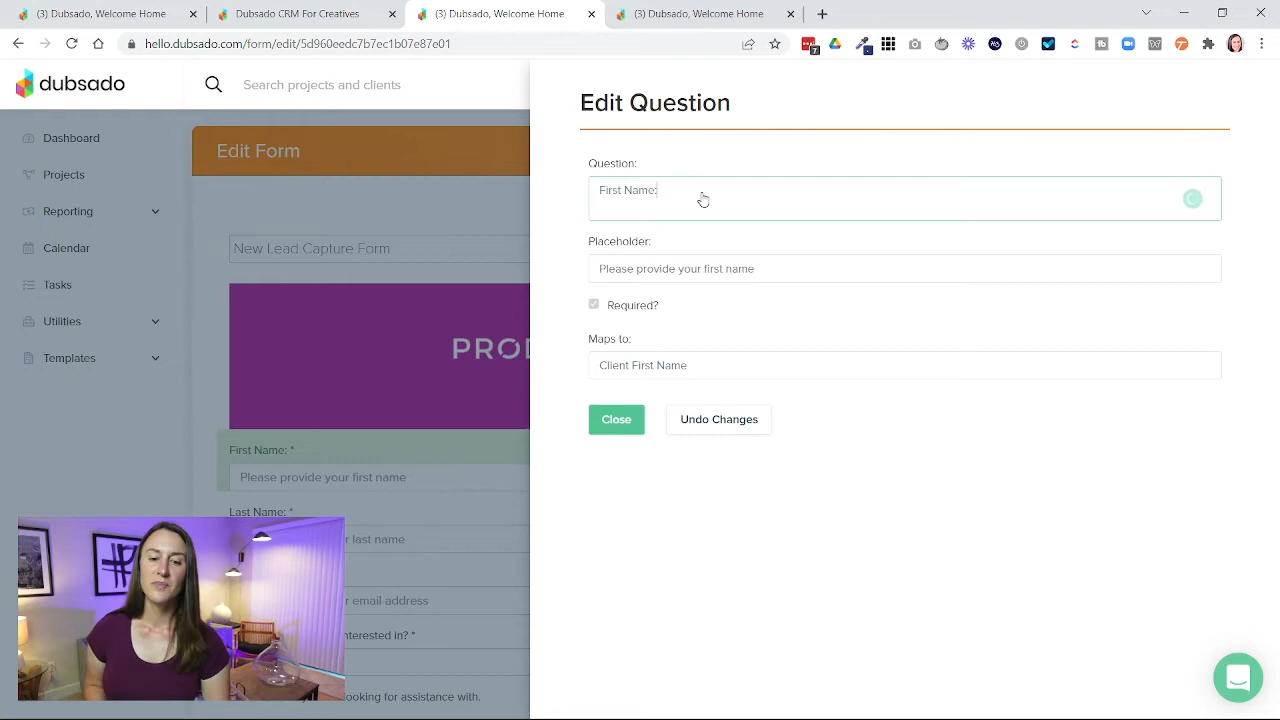 (3) Dubsado, Welcome Home
Dubsado CRM For Creatives
(3) Dubsado, Welcome Home
(3) Dubsado, Welcome Home
hello.dubsado.com/form/edit/5d960eedc7b7ec1b07e87e01
7
dubsado
Search projects and clients
Edit Question
Dashboard
Edit Form
Question:
Projects
First Name:
Reporting
Calendar
New Lead Capture Form
Placeholder:
Tasks
Please provide your first name
Required?
Utilities
Maps to:
Templates
Client First Name
PROD
Close
Undo Changes
First Name: *
Please provide your first name
Last Name: *
r last name
r email address
nterested in? *
ooking for assistance with.